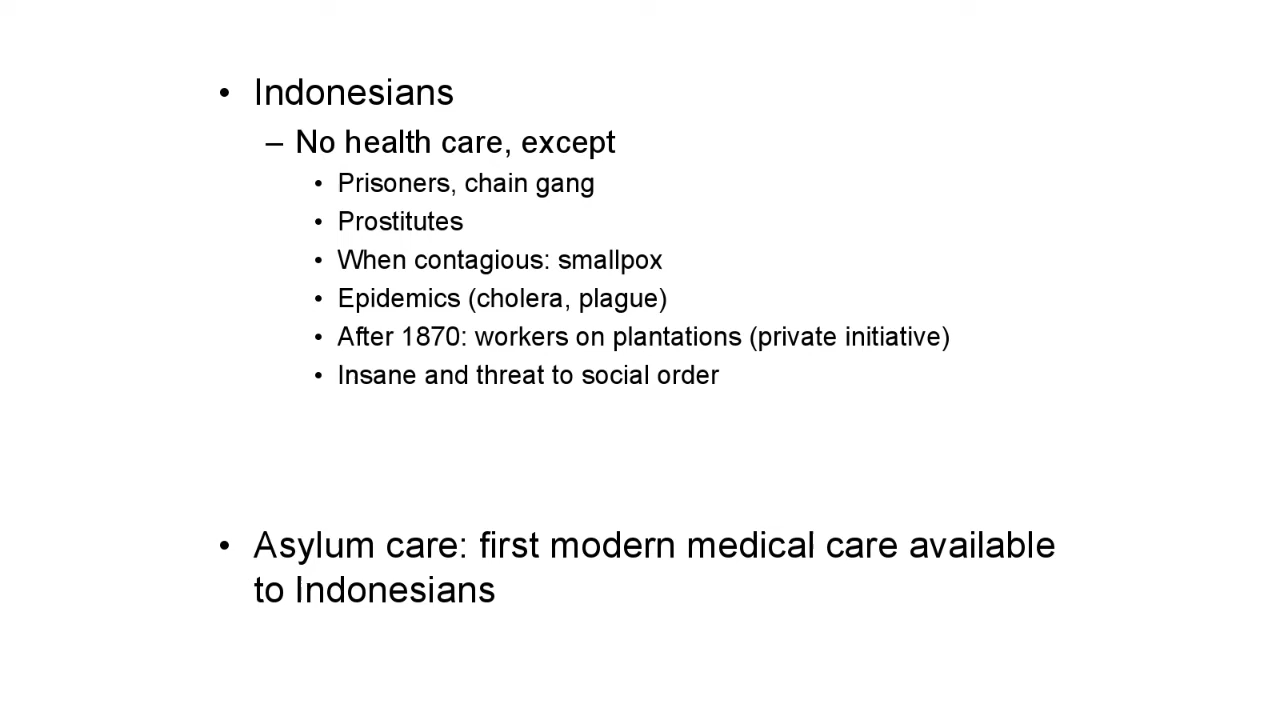 • Indonesians
– No health care, except
• Prisoners, chain gang
• Prostitutes
• When contagious: smallpox
• Epidemics (cholera, plague)
• After 1870: workers on plantations (private initiative)
• Insane and threat to social order
• Asylum care: first modern medical care available
to Indonesians